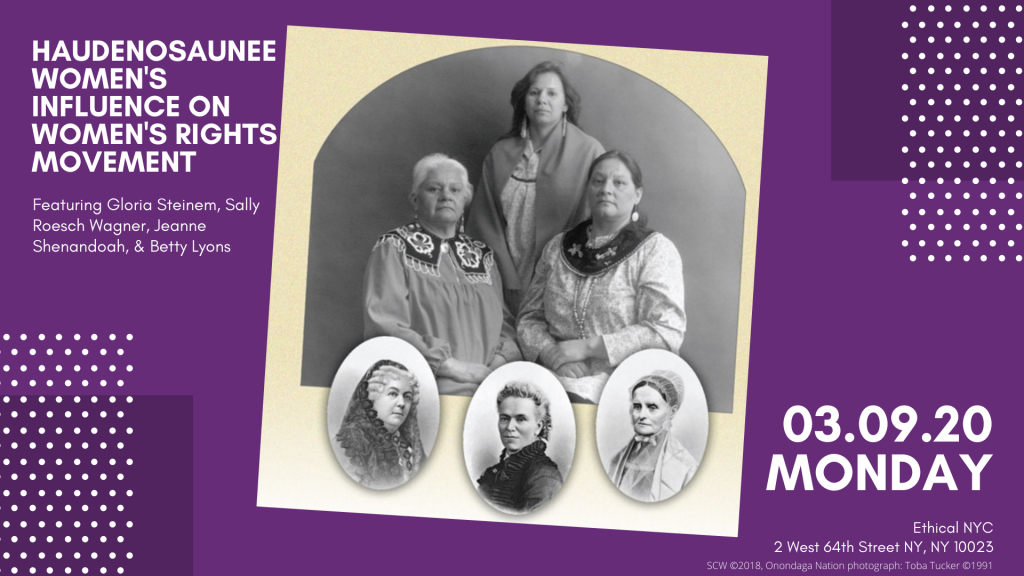 HAUDENOSAUNEE
WOMEN'S
INFLUENCE ON
WOMEN'S RIGHTS
MOVEMENT
Featuring Gloria Steinem, Sally
Roesch Wagner, Jeanne
Shenandoah, & Betty Lyons
03.09.20
MONDAY
Ethical NYC
2 West 64th Street NY, NY 10023
SCW ©2018, Onondaga Nation photograph: Toba Tucker ©1991